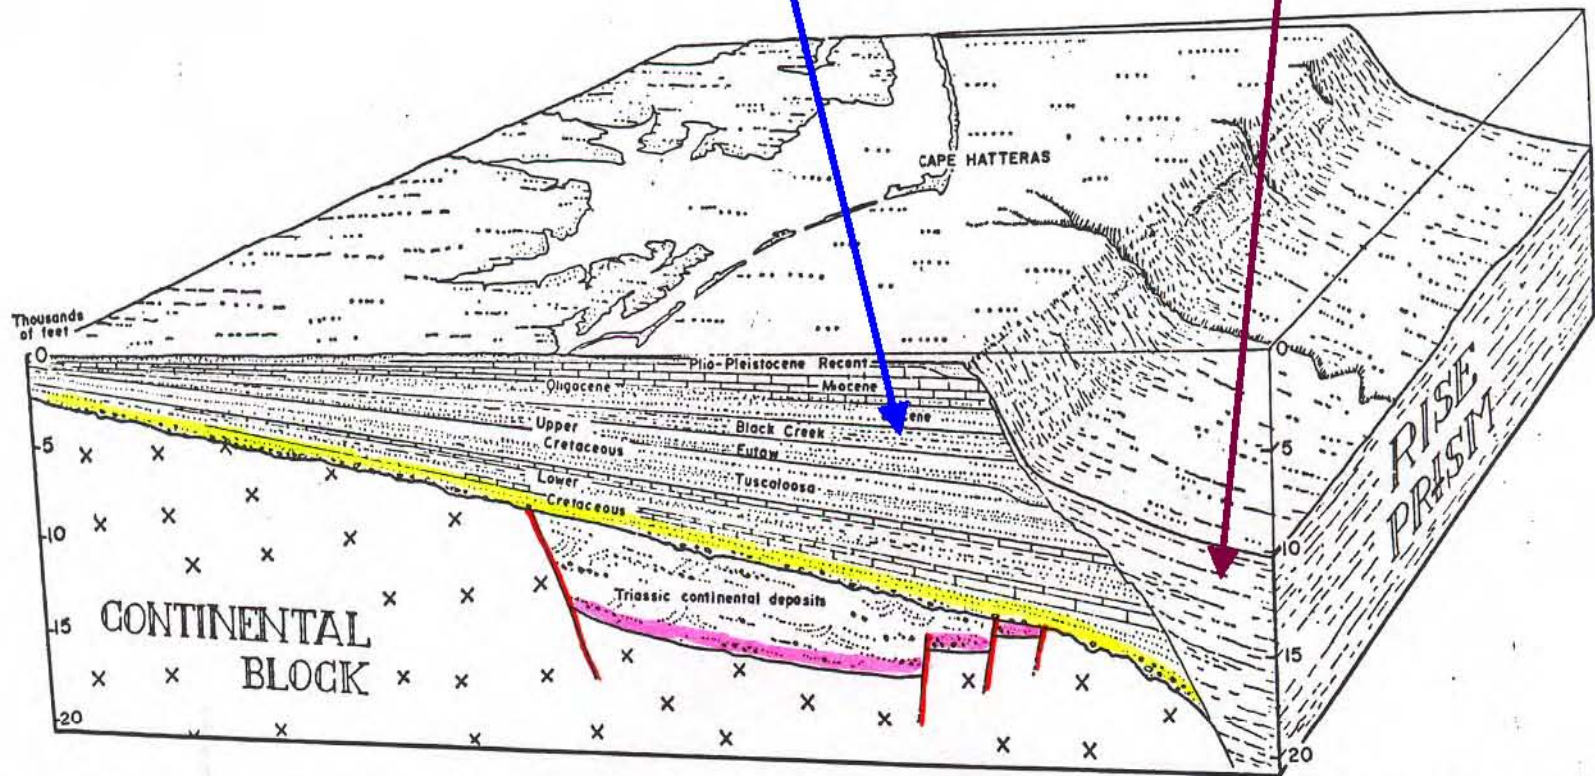 CAPE HATTERAS
Thousands
of feet
0
Plio-Pleistocene Recent
0
Oligocene
Miocene
Black Creek
Upper
Cretaceous
Eutaw
5
5
Tuscaloosa
Lower
Cretaceous
10
10
Triassic continental deposits
15
15
CONTINENTAL
BLOCK
20
20
RISE
PRISM